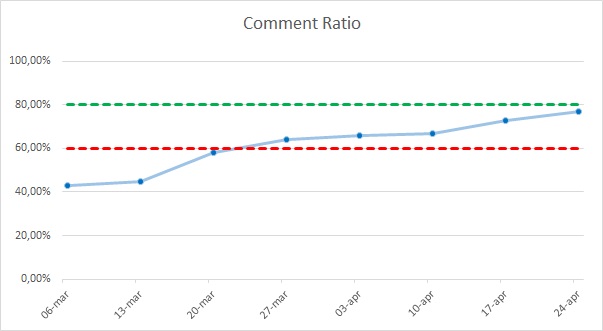 Comment Ratio
100,00%
80,00%
60,00%
40,00%
20,00%
0,00%
06-mar
13-mar
20-mar
27-mar
03-apr
10-apr
17-apr
24-apr